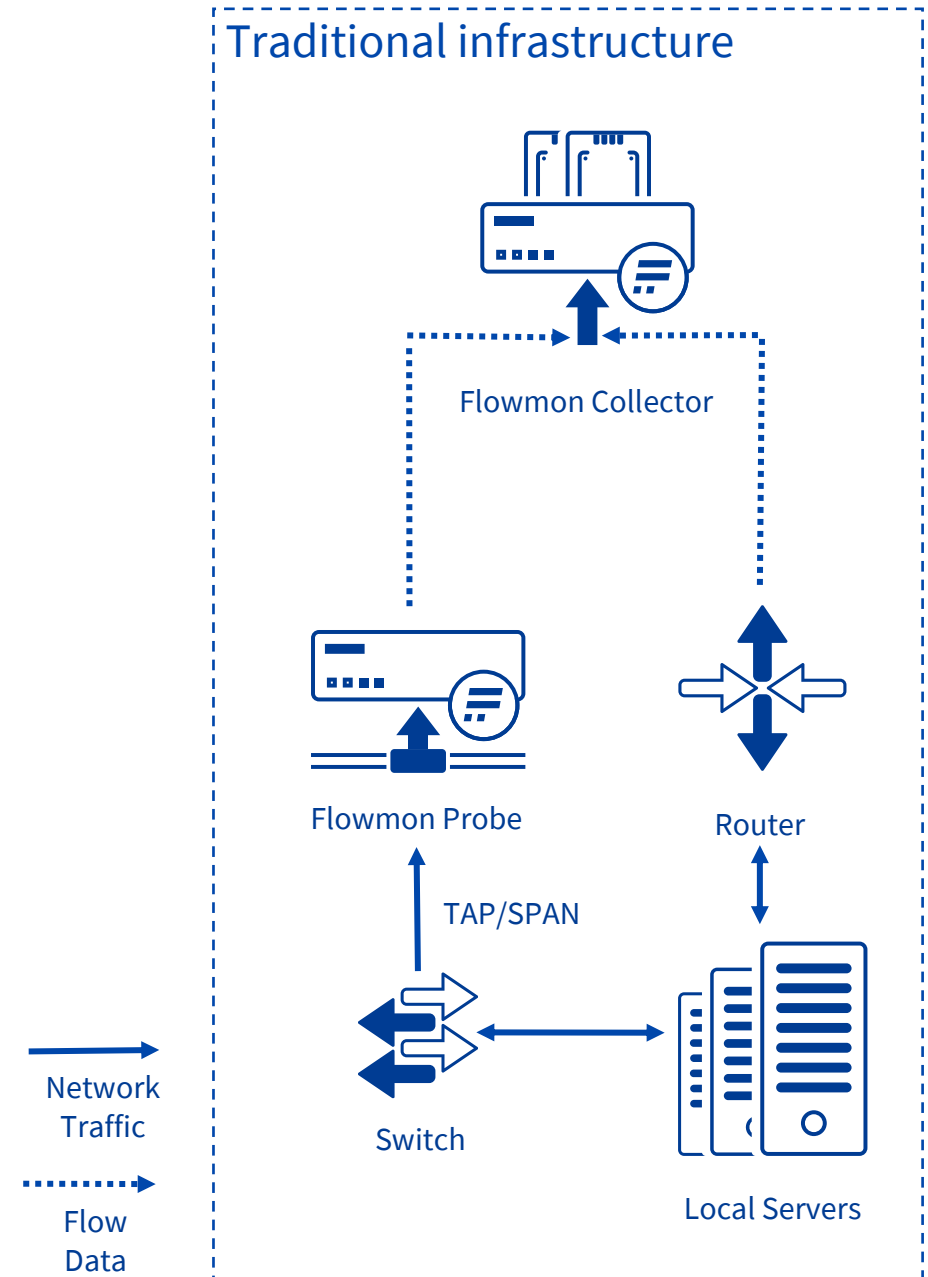 Traditional infrastructure
Flowmon Collector
Flowmon Probe
Router
TAP/SPAN
Network
Traffic
Switch
Local Servers
Flow
Data